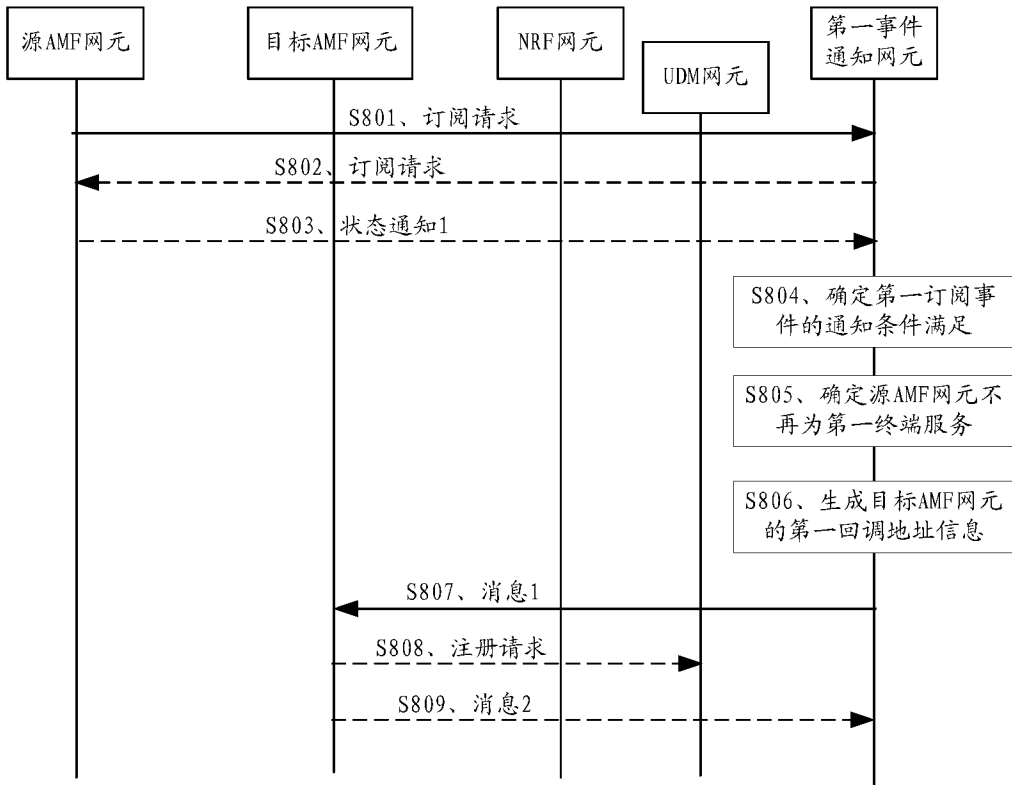 源AMF网元
目标AMF网元
NRF网元
UDM网元
第一事件
通知网元
S801、订阅请求
S802、订阅请求
S803、状态通知1
S804、确定第一订阅事
件的通知条件满足
S805、确定源AMF网元不
再为第一终端服务
S806、生成目标AMF网元
的第一回调地址信息
S807、消息1
S808、注册请求
S809、消息2